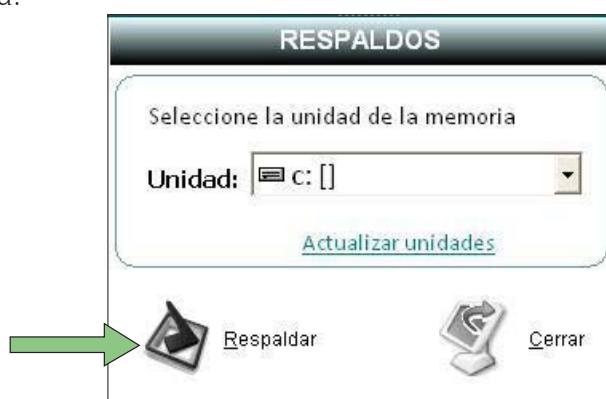 RESPALDOS
Seleccione la unidad de la memoria
Unidad: c: []
Actualizar unidades
Respaldar Cerrar